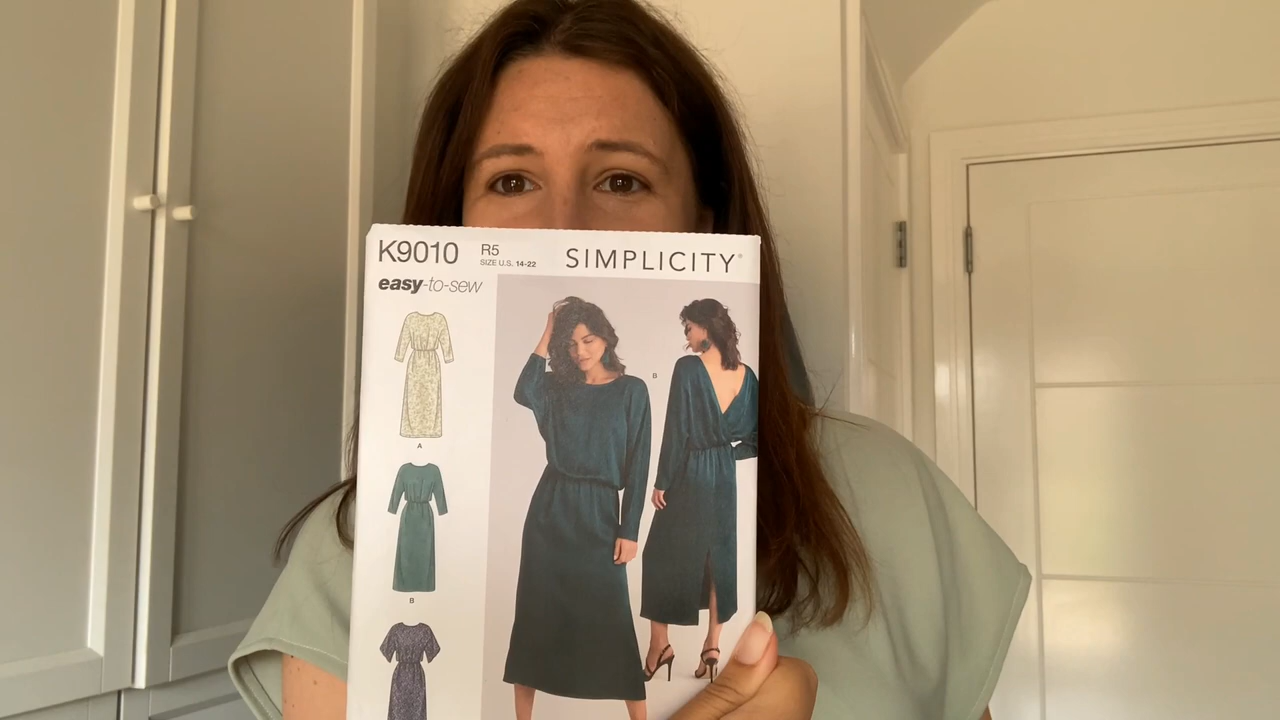 K9010 R5 SIMPLICITY®
SIZE U.S. 14-22
easy-to-sew
B
A
B